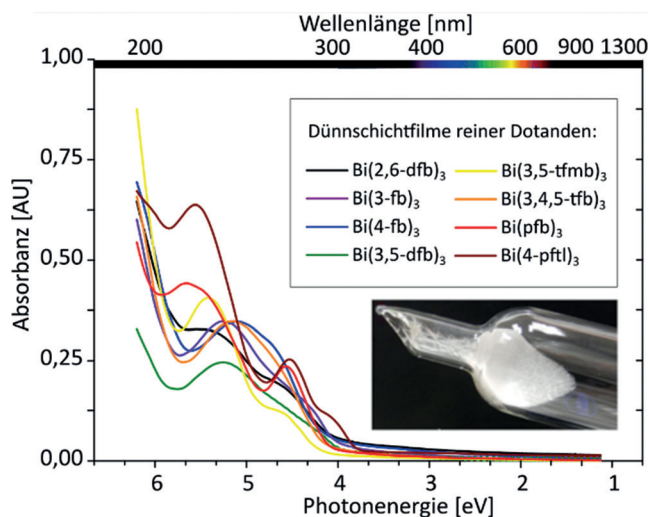 Wellenlänge [nm]
200 300 400 600 900 1300
1,00
0,75
0,50
0,25
0,00
Absorbanz [AU]
Dünnschichtfilme reiner Dotanden:
Bi(2,6-dfb)₃ Bi(3,5-tfmb)₃
Bi(3-fb)₃ Bi(3,4,5-tfb)₃
Bi(4-fb)₃ Bi(pfb)₃
Bi(3,5-dfb)₃ Bi(4-pftl)₃
6 5 4 3 2 1
Photonenergie [eV]